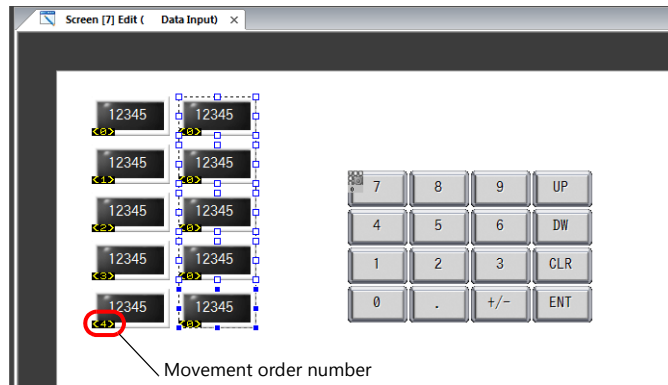 Screen [7] Edit ( Data Input) ×
12345 12345
<0> <0>
12345 12345
<1> <0>
12345 12345
<2> <0>
12345 12345
<3> <0>
12345 12345
<4> <0>
7 8 9 UP
4 5 6 DW
1 2 3 CLR
0 . +/- ENT
Movement order number